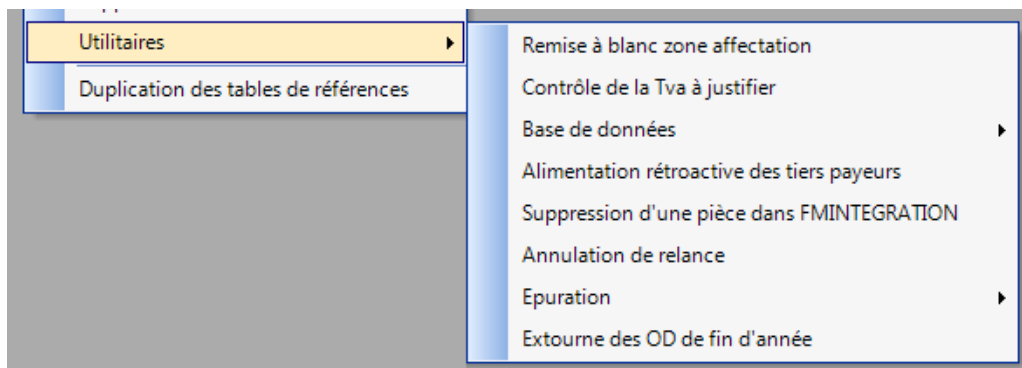 Utilitaires
Duplication des tables de références
Remise à blanc zone affectation
Contrôle de la Tva à justifier
Base de données
Alimentation rétroactive des tiers payeurs
Suppression d'une pièce dans FMINTEGRATION
Annulation de relance
Epuration
Extourne des OD de fin d'année